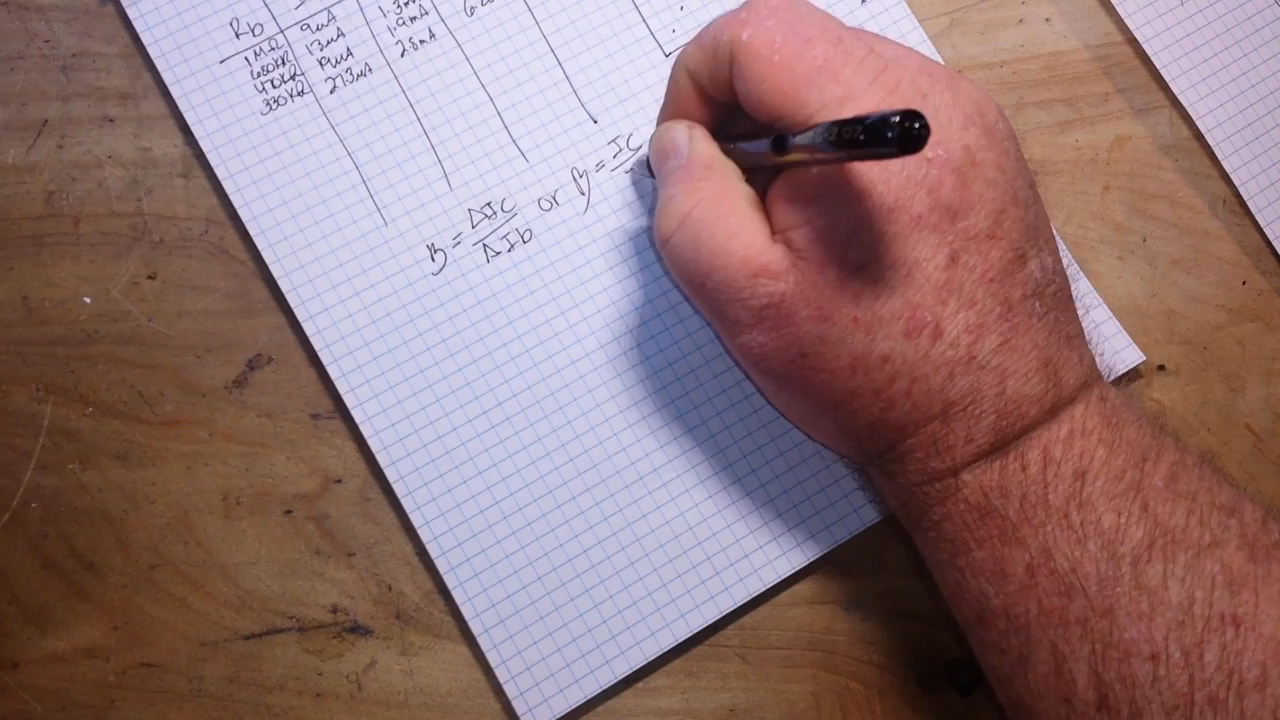 Rb
1MΩ 9uA 1.3mA
680KΩ 13uA 1.9mA
470KΩ 19uA 2.8mA
330KΩ 27.3uA
B = ΔIC / ΔIb or B = IC